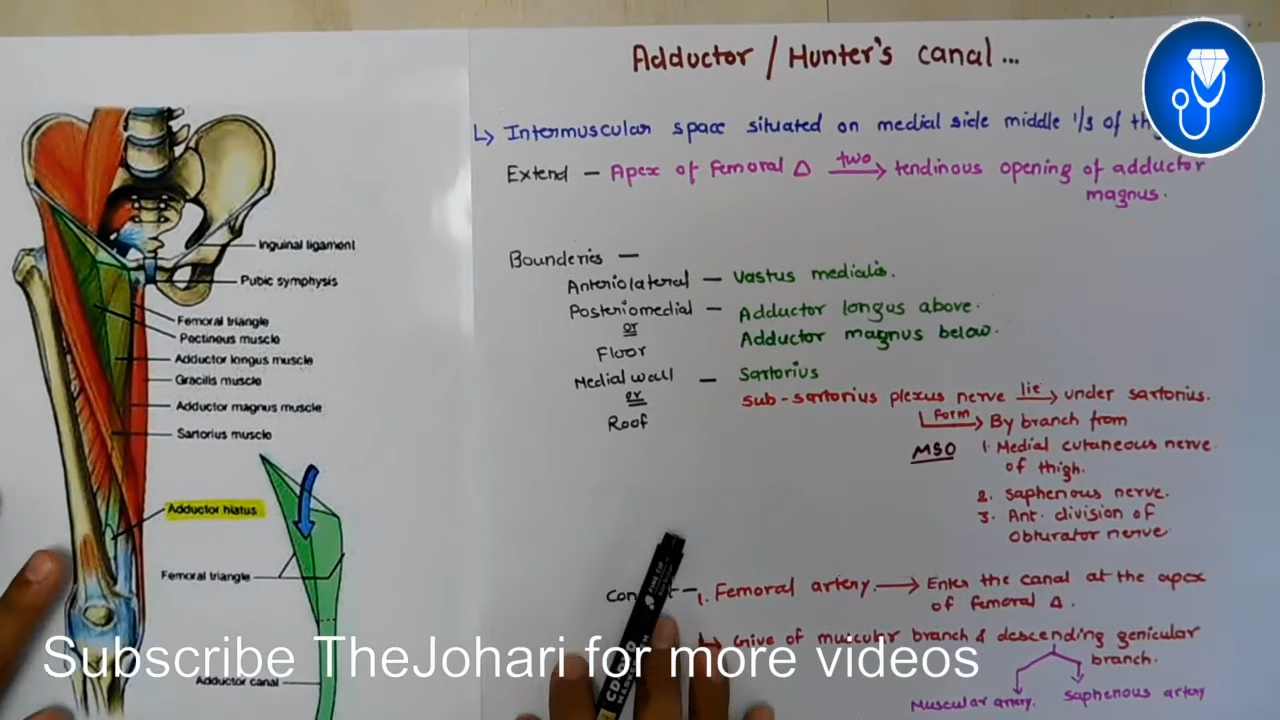 Adductor / Hunter's canal...
↳ Intermuscular space situated on medial side middle 1/3 of
Extend - Apex of femoral Δ two→ tendinous opening of adductor
magnus.
Bounderies -
Anteriolateral - Vastus medialis.
Posteriomedial - Adductor longus above.
or
Adductor magnus below.
Floor
Medial wall - Sartorius
or
Roof
Sub-sartorius plexus nerve lie→ under sartorius.
Form→ By branch from
MSO 1. Medial cutaneous nerve
of thigh.
2. Saphenous nerve.
3. Ant. division of
obturator nerve
1. Femoral artery. → Enter the canal at the apex
of femoral Δ.
Give of muscular branch & descending genicular
branch.
Muscular artery. Saphenous artery
Inguinal ligament
Pubic symphysis
Femoral triangle
Pectineus muscle
Adductor longus muscle
Gracilis muscle
Adductor magnus muscle
Sartorius muscle
Adductor hiatus
Femoral triangle
Adductor canal
Subscribe TheJohari for more videos